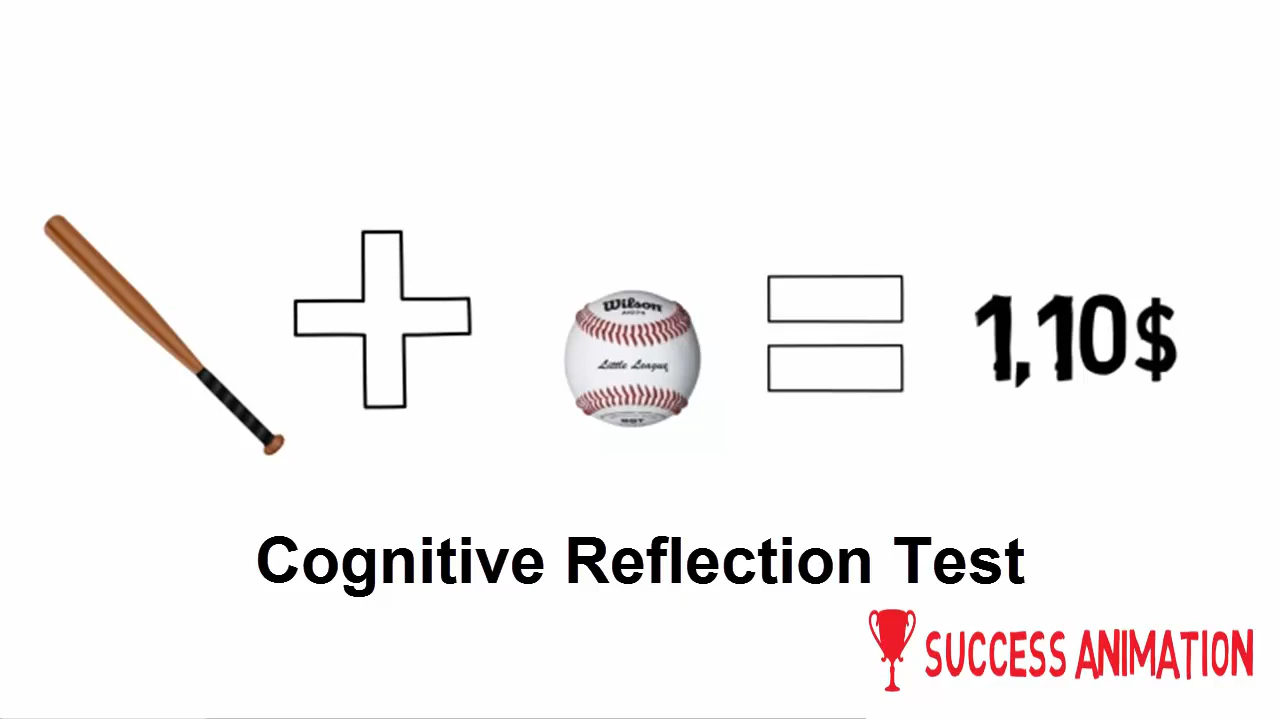 Wilson
Little League
1,10$
Cognitive Reflection Test
SUCCESS ANIMATION